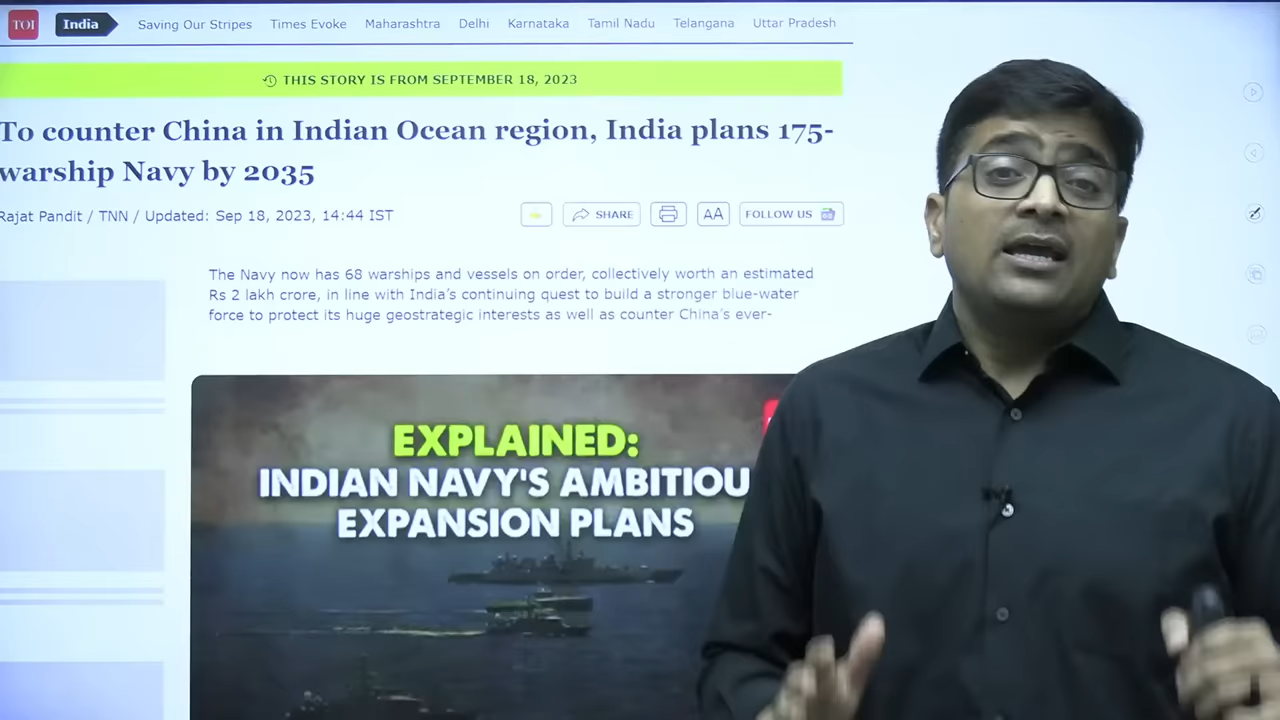 TOI India Saving Our Stripes Times Evoke Maharashtra Delhi Karnataka Tamil Nadu Telangana Uttar Pradesh
THIS STORY IS FROM SEPTEMBER 18, 2023
To counter China in Indian Ocean region, India plans 175-
warship Navy by 2035
Rajat Pandit / TNN / Updated: Sep 18, 2023, 14:44 IST
SHARE AA FOLLOW US
The Navy now has 68 warships and vessels on order, collectively worth an estimated
Rs 2 lakh crore, in line with India's continuing quest to build a stronger blue-water
force to protect its huge geostrategic interests as well as counter China's ever-
EXPLAINED:
INDIAN NAVY'S AMBITIOU
EXPANSION PLANS